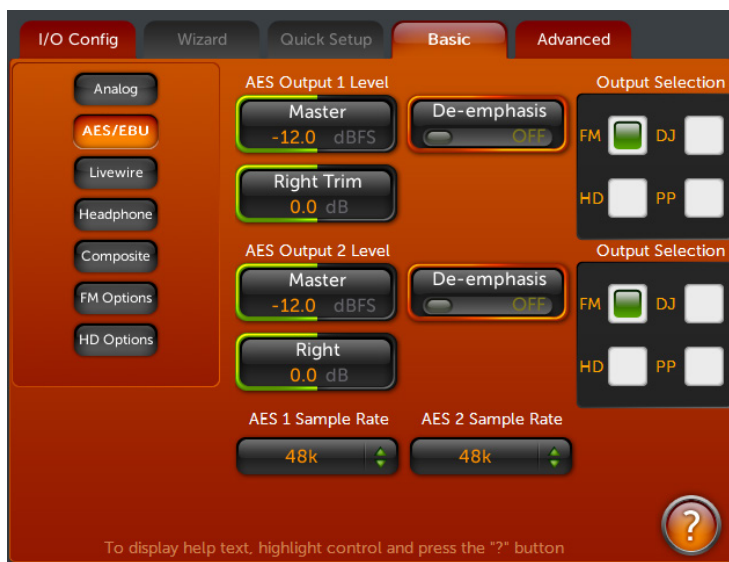 I/O Config
Wizard
Quick Setup
Basic
Advanced
Analog
AES/EBU
Livewire
Headphone
Composite
FM Options
HD Options
AES Output 1 Level
Master
-12.0 dBFS
De-emphasis
OFF
Right Trim
0.0 dB
Output Selection
FM
DJ
HD
PP
AES Output 2 Level
Master
-12.0 dBFS
De-emphasis
OFF
Right
0.0 dB
Output Selection
FM
DJ
HD
PP
AES 1 Sample Rate
AES 2 Sample Rate
48k
48k
?
To display help text, highlight control and press the "?" button